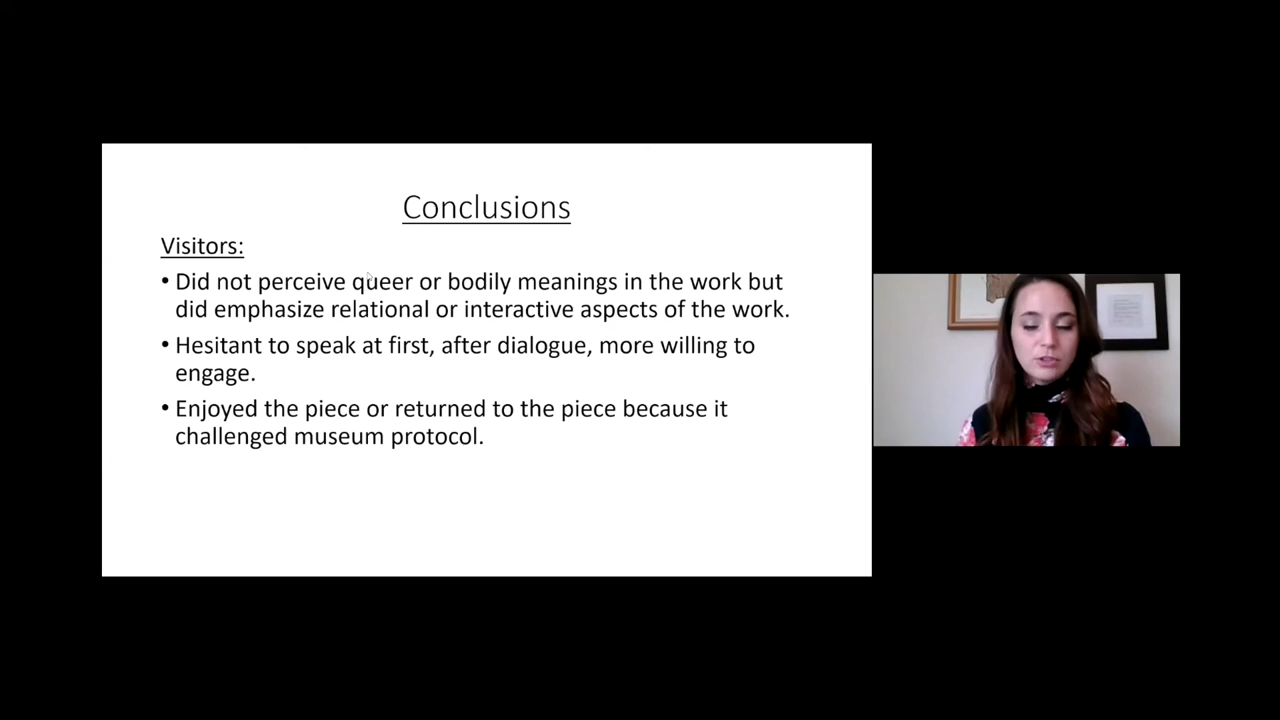 Conclusions
Visitors:
• Did not perceive queer or bodily meanings in the work but
did emphasize relational or interactive aspects of the work.
• Hesitant to speak at first, after dialogue, more willing to
engage.
• Enjoyed the piece or returned to the piece because it
challenged museum protocol.